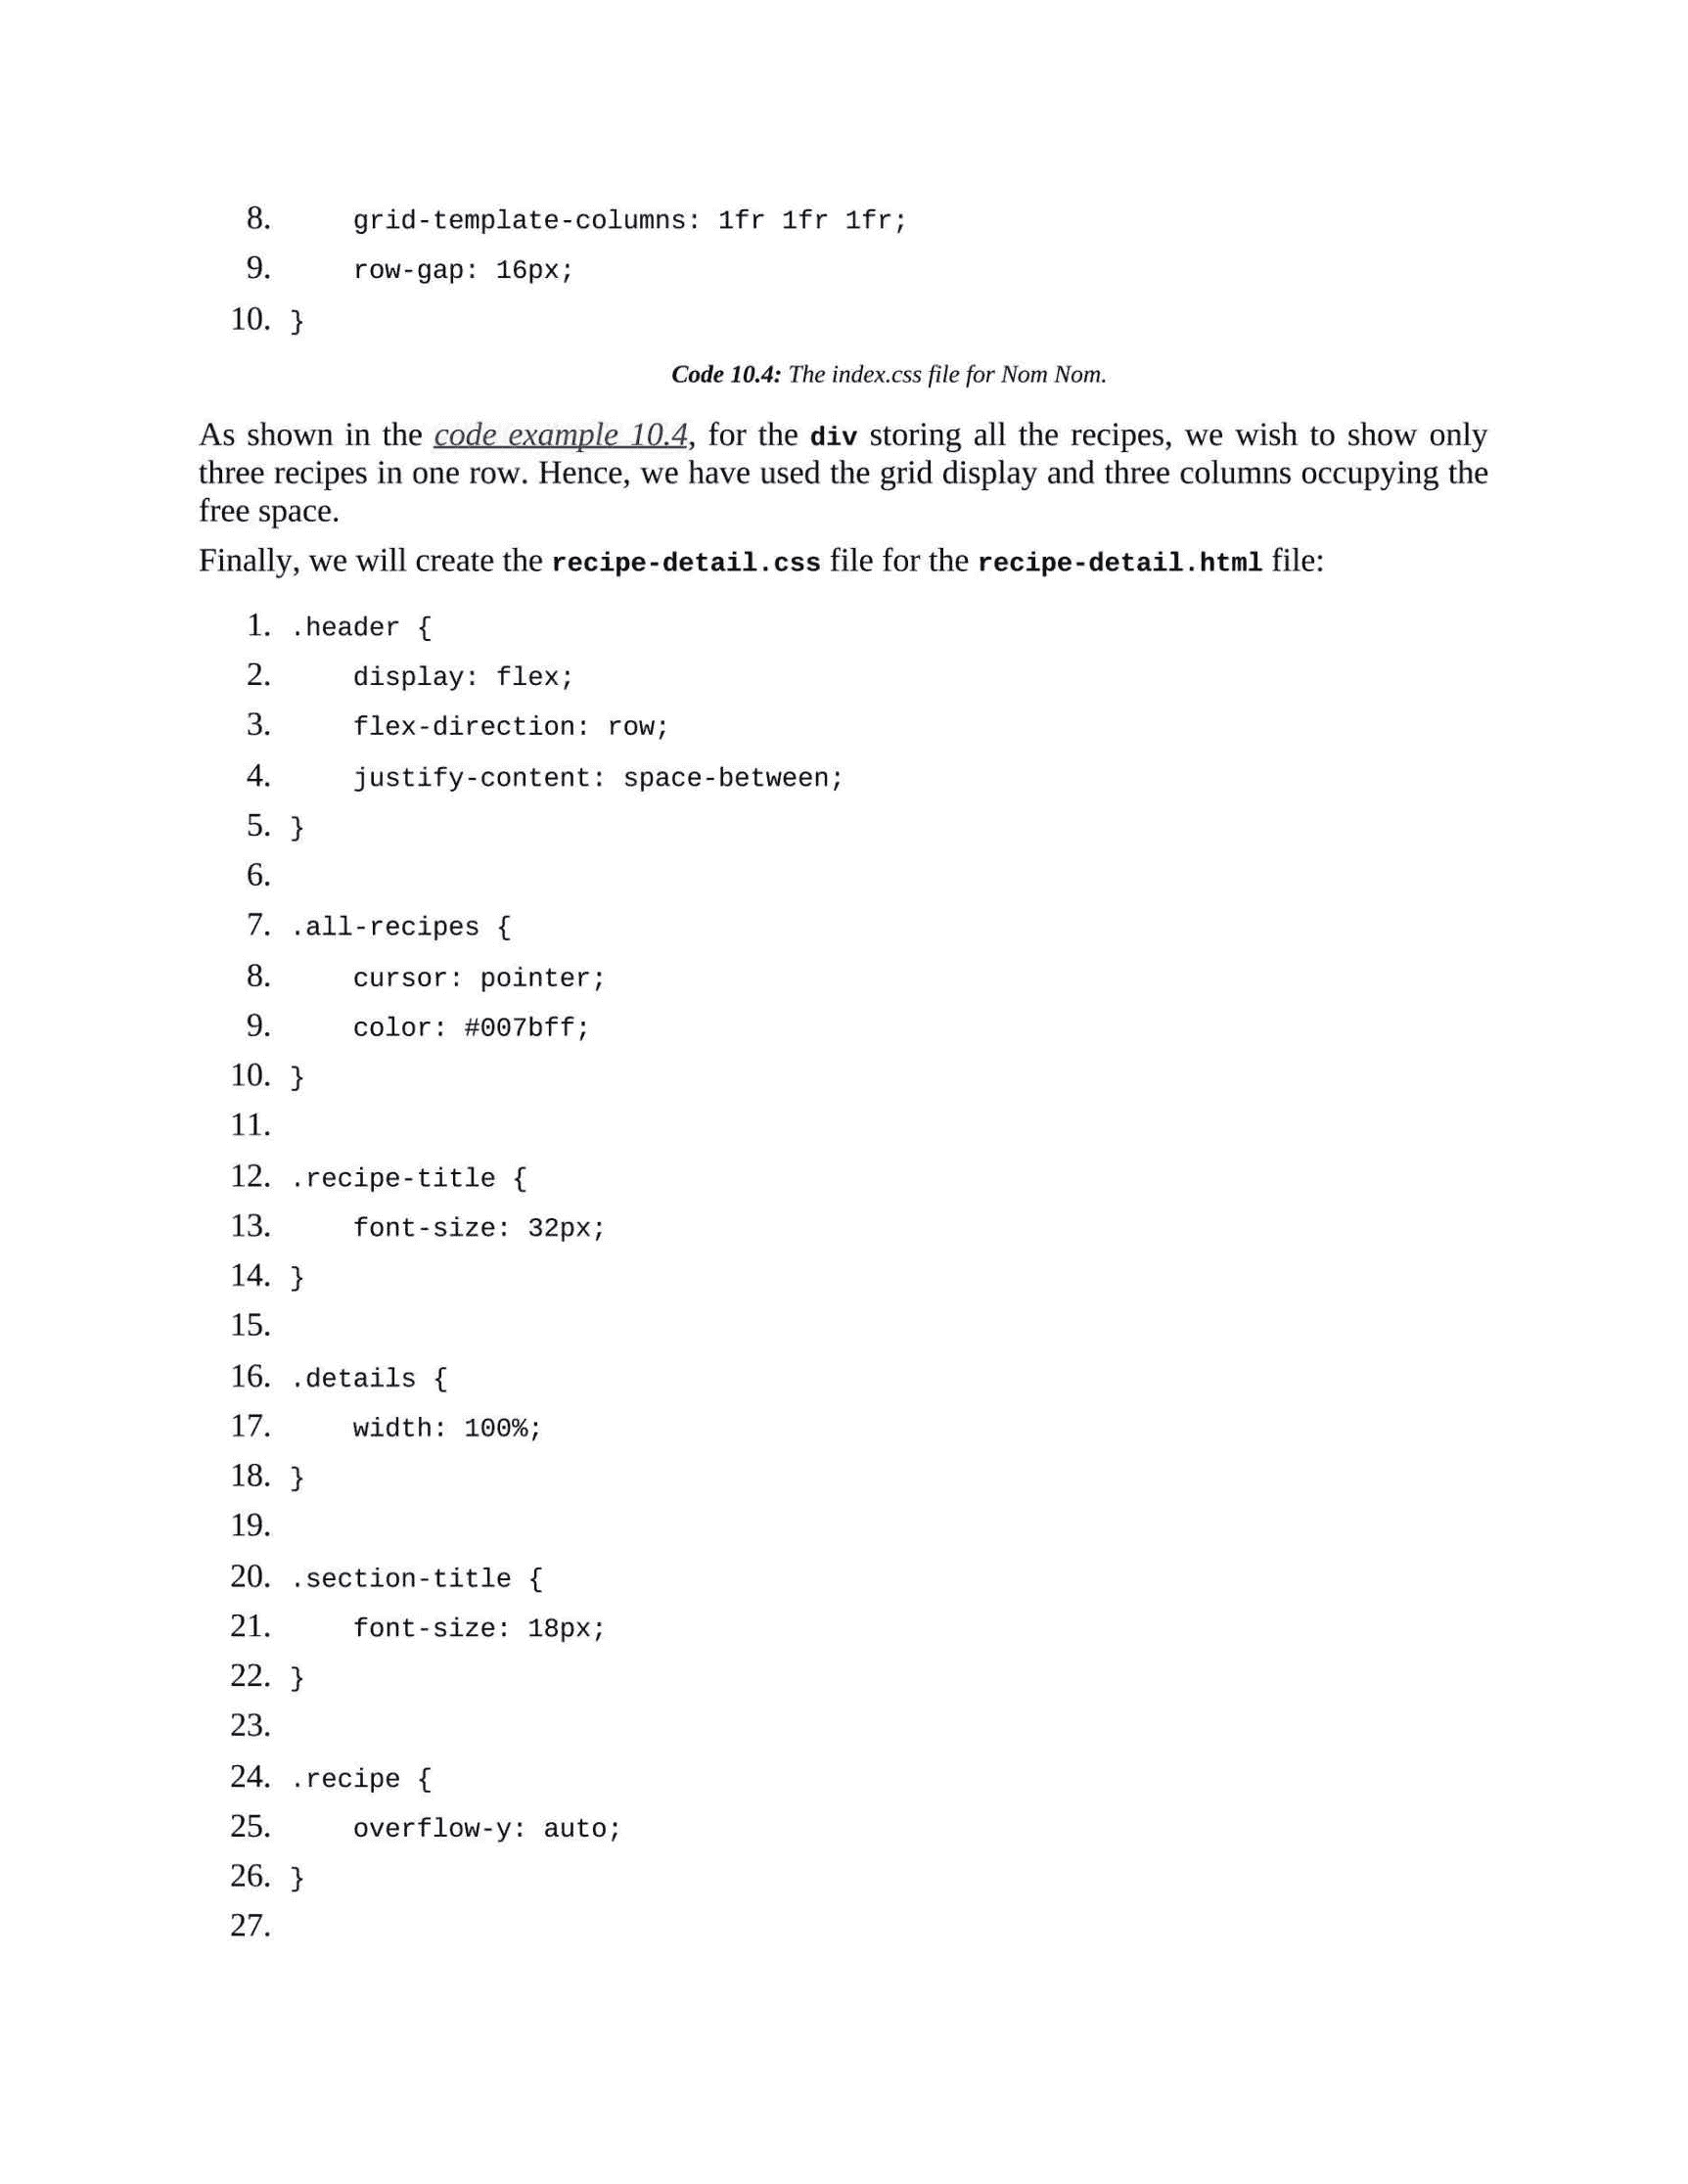 8.     grid-template-columns: 1fr 1fr 1fr;
9.     row-gap: 16px;
10. }
Code 10.4: The index.css file for Nom Nom.
As shown in the code example 10.4, for the div storing all the recipes, we wish to show only
three recipes in one row. Hence, we have used the grid display and three columns occupying the
free space.
Finally, we will create the recipe-detail.css file for the recipe-detail.html file:
1. .header {
2.     display: flex;
3.     flex-direction: row;
4.     justify-content: space-between;
5. }
6.
7. .all-recipes {
8.     cursor: pointer;
9.     color: #007bff;
10. }
11.
12. .recipe-title {
13.     font-size: 32px;
14. }
15.
16. .details {
17.     width: 100%;
18. }
19.
20. .section-title {
21.     font-size: 18px;
22. }
23.
24. .recipe {
25.     overflow-y: auto;
26. }
27.